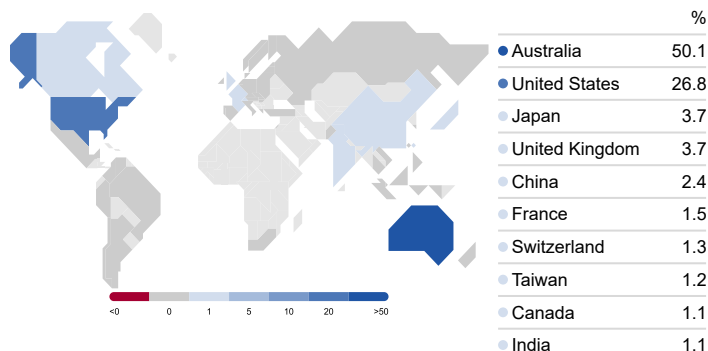 %
Australia 50.1
United States 26.8
Japan 3.7
United Kingdom 3.7
China 2.4
France 1.5
Switzerland 1.3
Taiwan 1.2
Canada 1.1
India 1.1
<0 0 1 5 10 20 >50